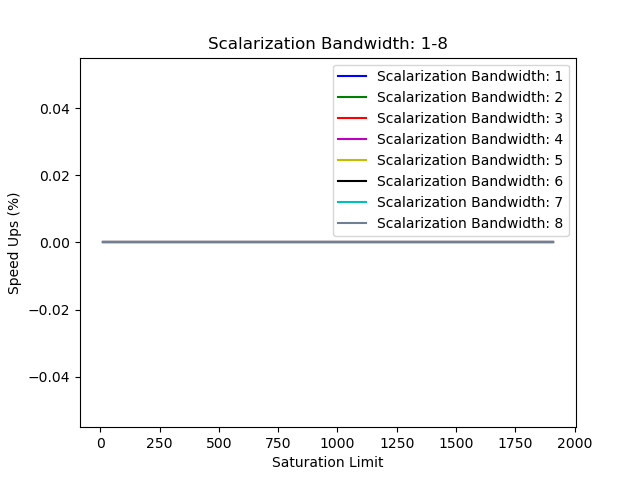 Scalarization Bandwidth: 1-8
Scalarization Bandwidth: 1
Scalarization Bandwidth: 2
Scalarization Bandwidth: 3
Scalarization Bandwidth: 4
Scalarization Bandwidth: 5
Scalarization Bandwidth: 6
Scalarization Bandwidth: 7
Scalarization Bandwidth: 8
Speed Ups (%)
0.04
0.02
0.00
−0.02
−0.04
0 250 500 750 1000 1250 1500 1750 2000
Saturation Limit